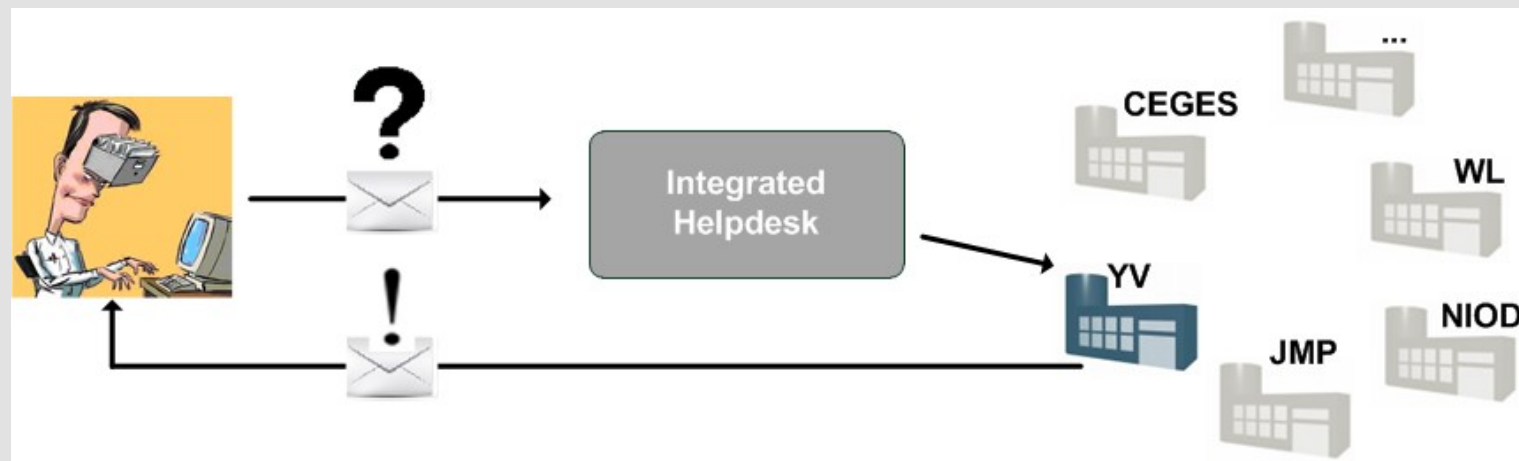 ?
Integrated
Helpdesk
!
...
CEGES
WL
YV
NIOD
JMP